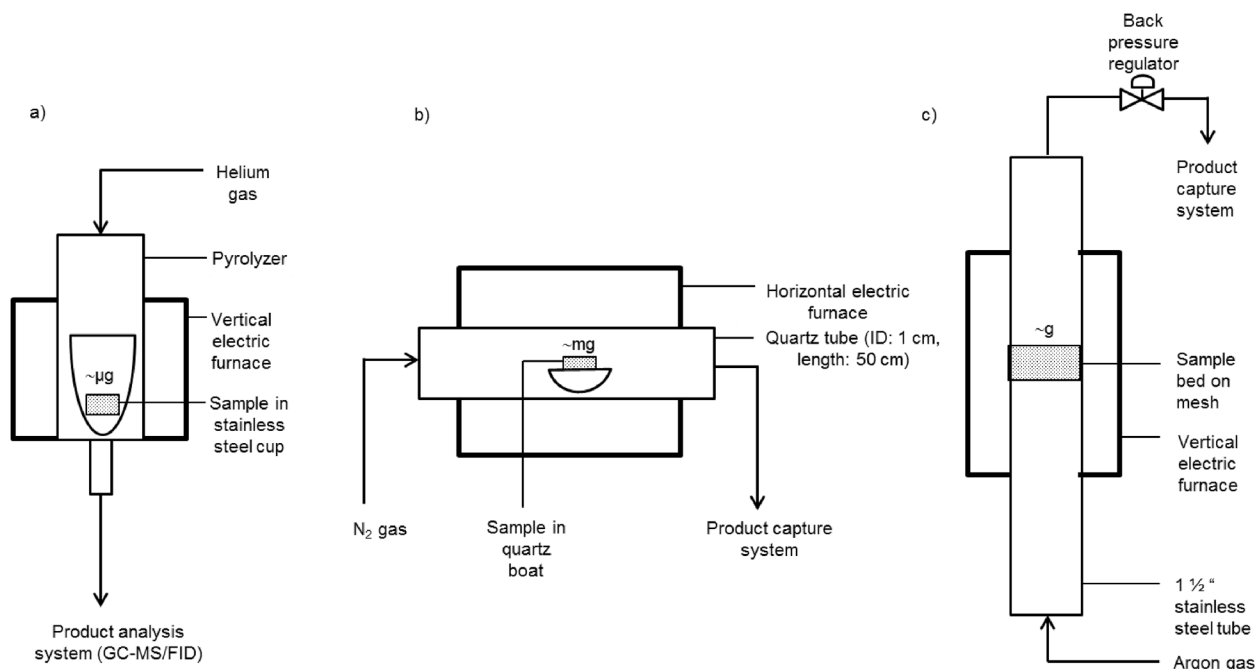 a)
Helium
gas
Pyrolyzer
Vertical
electric
furnace
~µg
Sample in
stainless
steel cup
Product analysis
system (GC-MS/FID)
b)
Horizontal electric
furnace
Quartz tube (ID: 1 cm,
length: 50 cm)
~mg
N₂ gas
Sample in
quartz
boat
Product capture
system
c)
Back
pressure
regulator
Product
capture
system
~g
Sample
bed on
mesh
Vertical
electric
furnace
1 ½ “
stainless
steel tube
Argon gas